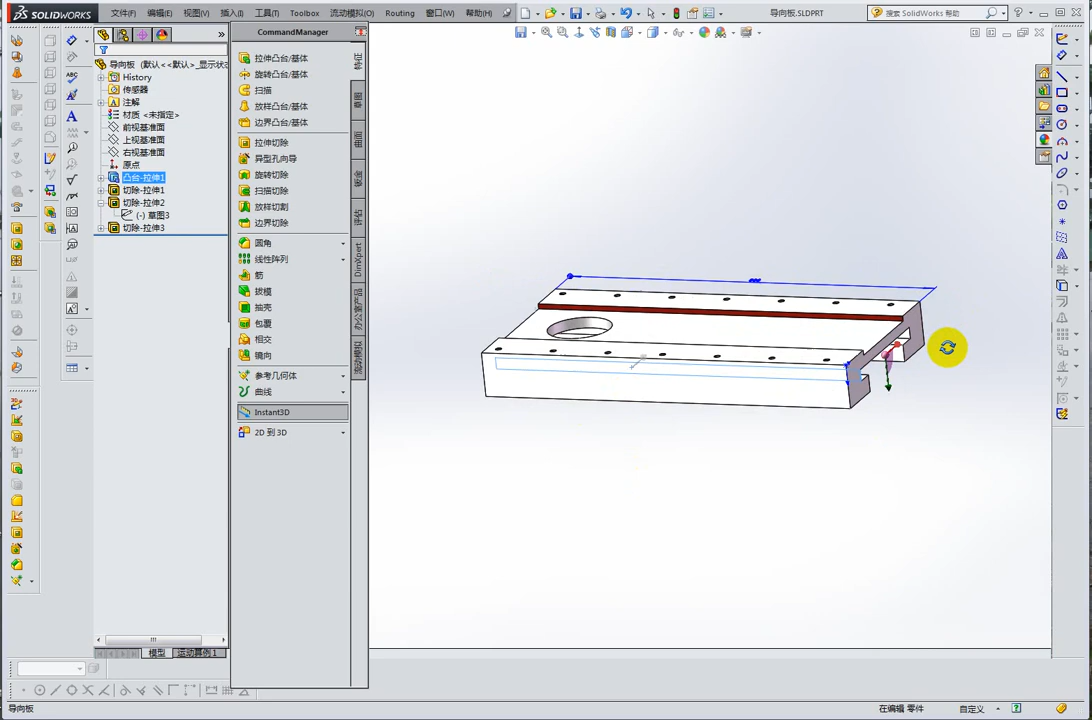 SOLIDWORKS 文件(F) 编辑(E) 视图(V) 插入(I) 工具(T) Toolbox 流动模拟(O) Routing 窗口(W) 帮助(H) 导向板.SLDPRT 搜索 SolidWorks 帮助
CommandManager
拉伸凸台/基体
旋转凸台/基体
扫描
放样凸台/基体
边界凸台/基体
拉伸切除
异型孔向导
旋转切除
扫描切除
放样切割
边界切除
圆角
线性阵列
筋
拔模
抽壳
包覆
相交
镜向
参考几何体
曲线
Instant3D
2D 到 3D
特征
草图
曲面
钣金
评估
DimXpert
办公室产品
流动模拟
导向板 (默认<<默认>_显示状态
History
传感器
注解
材质 <未指定>
前视基准面
上视基准面
右视基准面
原点
凸台-拉伸1
切除-拉伸1
切除-拉伸2
(-) 草图3
切除-拉伸3
模型 运动算例 1
导向板 在编辑 零件 自定义